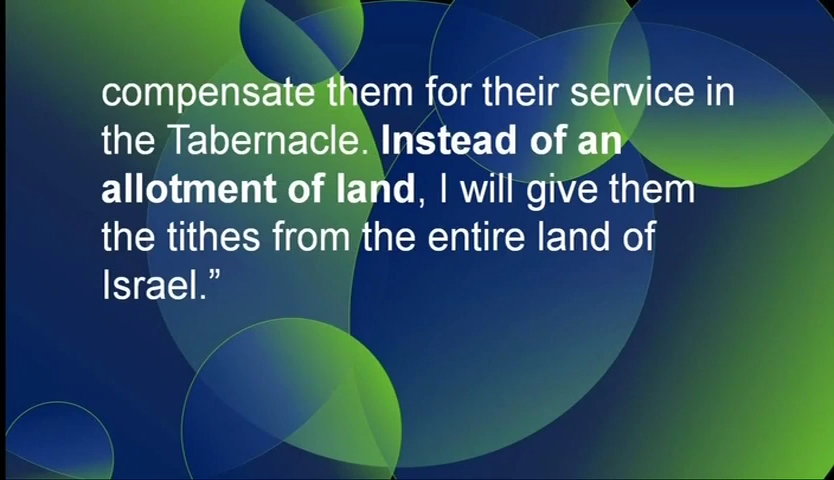 compensate them for their service in
the Tabernacle. Instead of an
allotment of land, I will give them
the tithes from the entire land of
Israel.”